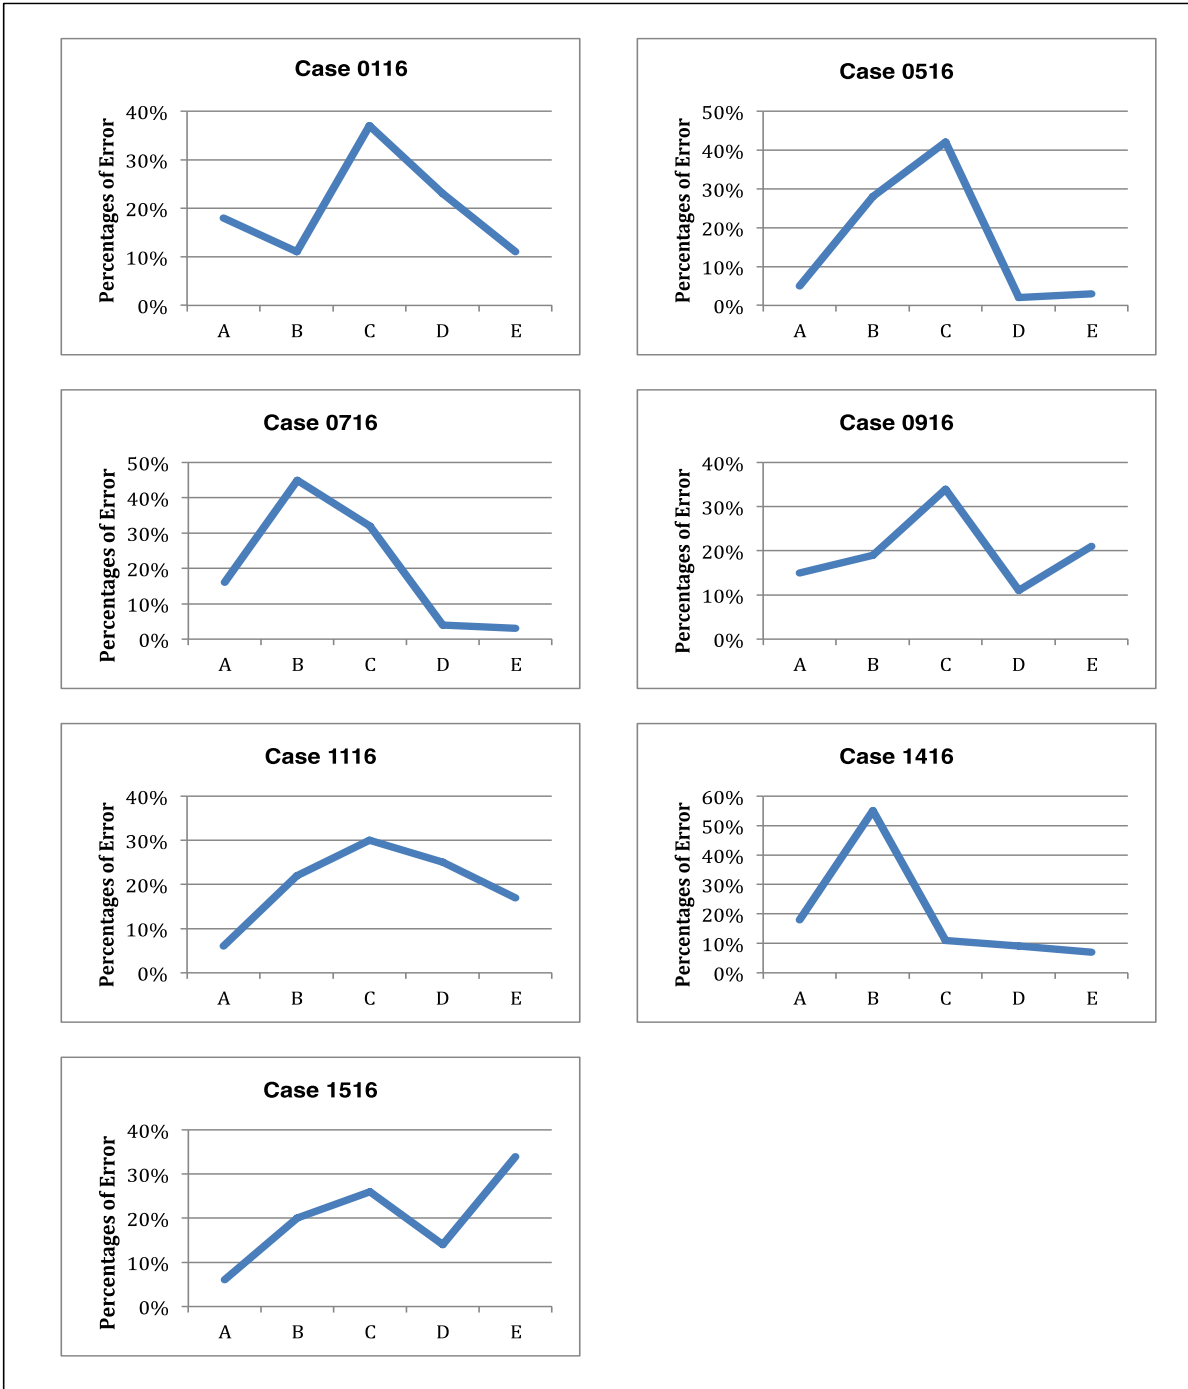 Case 0116
Percentages of Error
40%
30%
20%
10%
0%
A B C D E
Case 0516
Percentages of Error
50%
40%
30%
20%
10%
0%
A B C D E
Case 0716
Percentages of Error
50%
40%
30%
20%
10%
0%
A B C D E
Case 0916
Percentages of Error
40%
30%
20%
10%
0%
A B C D E
Case 1116
Percentages of Error
40%
30%
20%
10%
0%
A B C D E
Case 1416
Percentages of Error
60%
50%
40%
30%
20%
10%
0%
A B C D E
Case 1516
Percentages of Error
40%
30%
20%
10%
0%
A B C D E